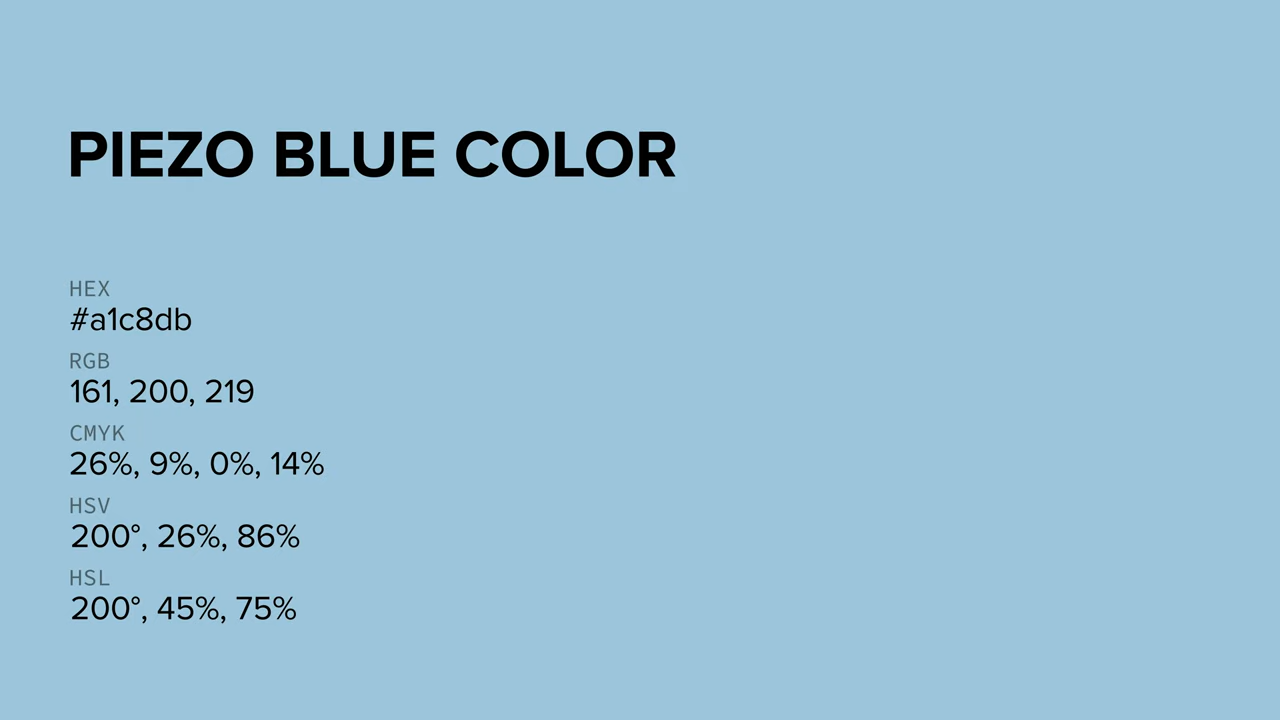 PIEZO BLUE COLOR
HEX
#a1c8db
RGB
161, 200, 219
CMYK
26%, 9%, 0%, 14%
HSV
200°, 26%, 86%
HSL
200°, 45%, 75%